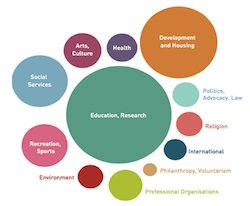 Development
and Housing
Arts,
Culture
Health
Social
Services
Politics,
Advocacy, Law
Education, Research
Religion
Recreation,
Sports
International
Philanthropy, Voluntarism
Environment
Professional Organisations